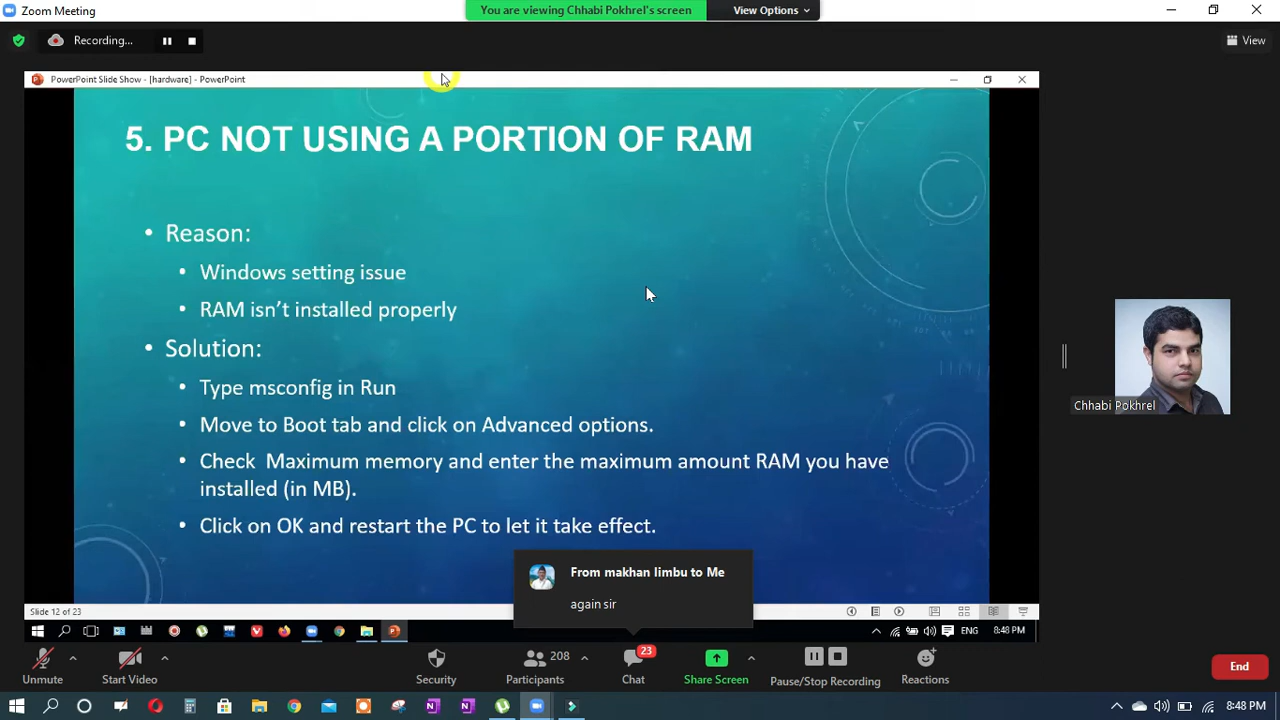 Zoom Meeting
You are viewing Chhabi Pokhrel's screen
View Options
Recording...
View
PowerPoint Slide Show - [hardware] - PowerPoint
5. PC NOT USING A PORTION OF RAM
• Reason:
• Windows setting issue
• RAM isn't installed properly
• Solution:
• Type msconfig in Run
• Move to Boot tab and click on Advanced options.
• Check Maximum memory and enter the maximum amount RAM you have
installed (in MB).
• Click on OK and restart the PC to let it take effect.
Chhabi Pokhrel
From makhan limbu to Me
again sir
Slide 12 of 23
ENG
8:48 PM
Unmute
Start Video
Security
208
Participants
23
Chat
Share Screen
Pause/Stop Recording
Reactions
End
8:48 PM